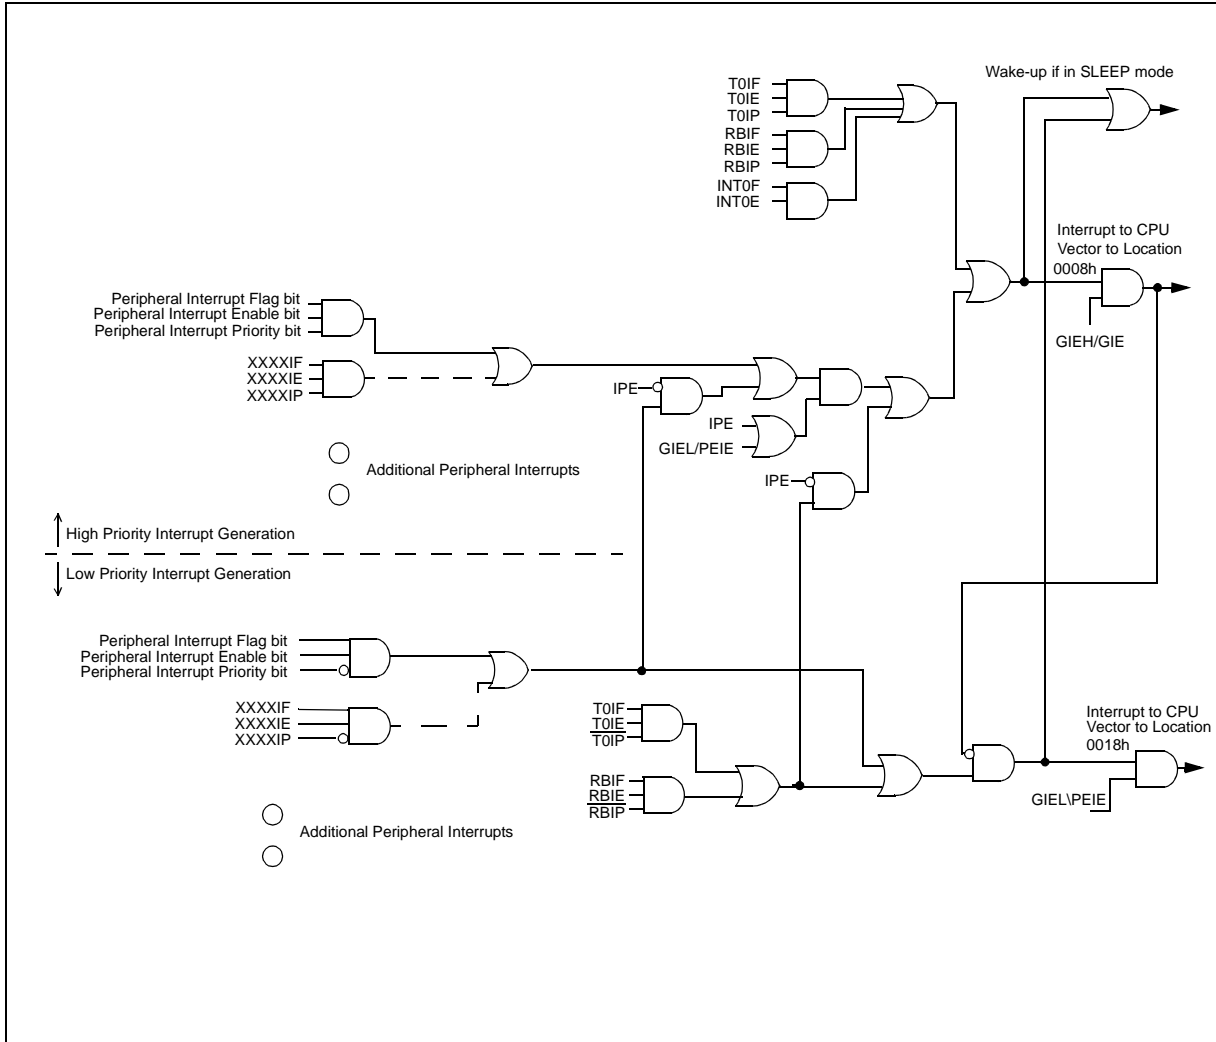 Wake-up if in SLEEP mode
T0IF
T0IE
T0IP
RBIF
RBIE
RBIP
INT0F
INT0E
Interrupt to CPU
Vector to Location
0008h
GIEH/GIE
Peripheral Interrupt Flag bit
Peripheral Interrupt Enable bit
Peripheral Interrupt Priority bit
XXXXIF
XXXXIE
XXXXIP
IPE
IPE
GIEL/PEIE
IPE
Additional Peripheral Interrupts
High Priority Interrupt Generation
Low Priority Interrupt Generation
Peripheral Interrupt Flag bit
Peripheral Interrupt Enable bit
Peripheral Interrupt Priority bit
XXXXIF
XXXXIE
XXXXIP
T0IF
T0IE
T0IP
RBIF
RBIE
RBIP
Interrupt to CPU
Vector to Location
0018h
GIEL\PEIE
Additional Peripheral Interrupts